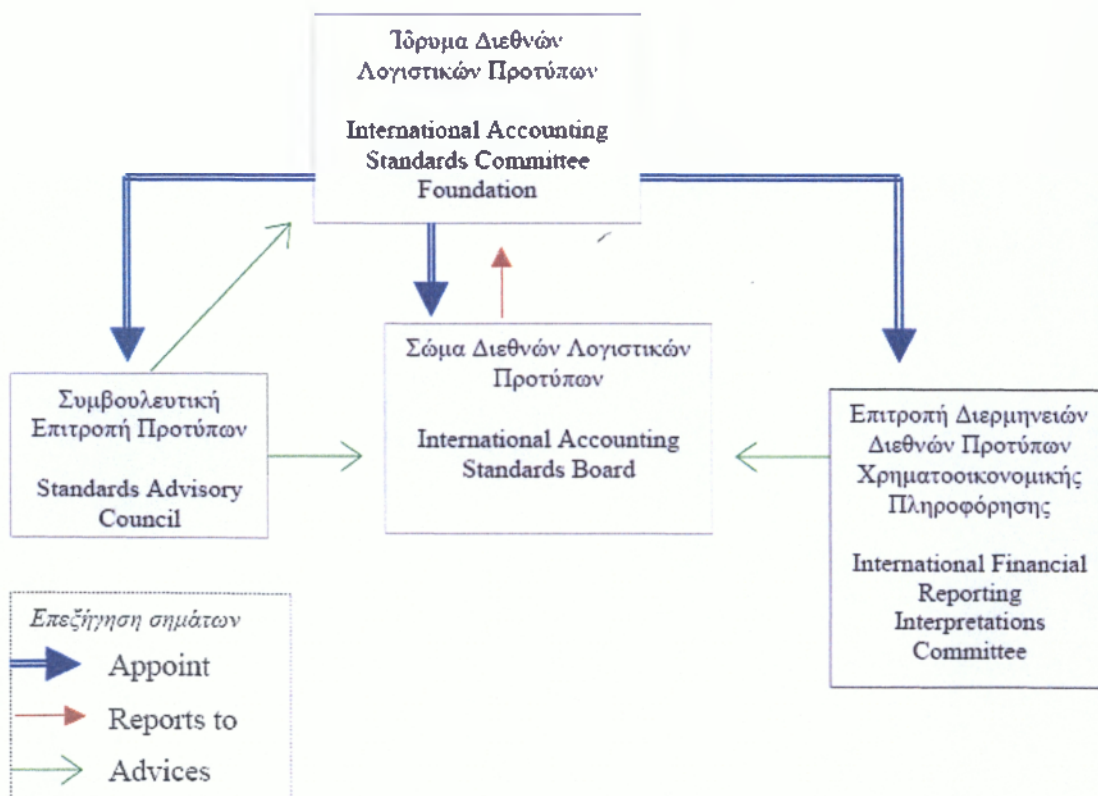 Ίδρυμα Διεθνών
Λογιστικών Προτύπων
International Accounting
Standards Committee
Foundation
Συμβουλευτική
Επιτροπή Προτύπων
Standards Advisory
Council
Σώμα Διεθνών Λογιστικών
Προτύπων
International Accounting
Standards Board
Επιτροπή Διερμηνειών
Διεθνών Προτύπων
Χρηματοοικονομικής
Πληροφόρησης
International Financial
Reporting
Interpretations
Committee
Επεξήγηση σημάτων
Appoint
Reports to
Advices